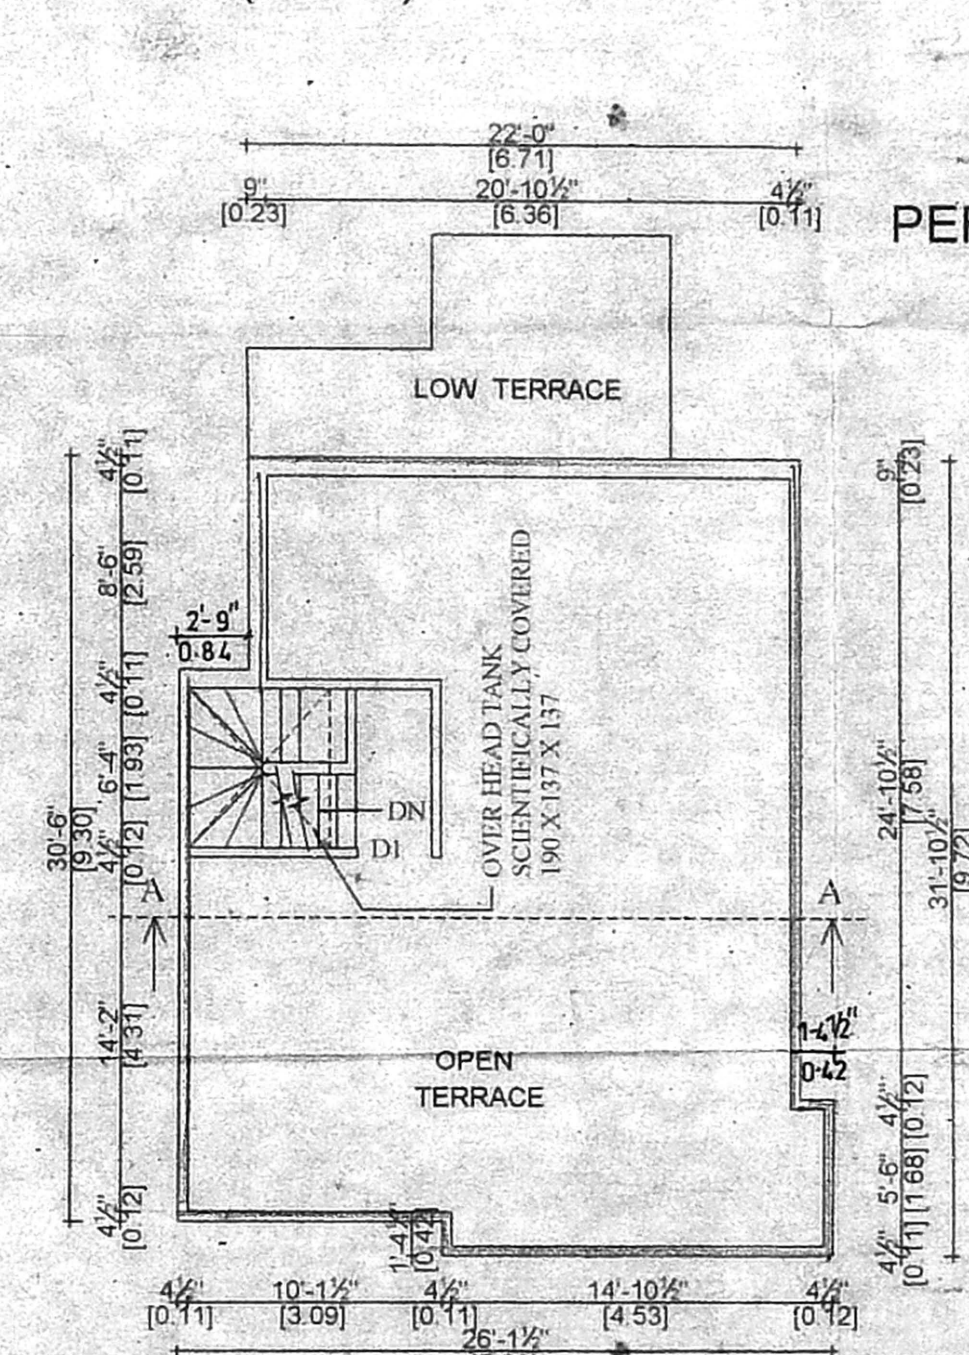 22'-0"
[6.71]
9" 20'-10½" 4½"
[0.23] [6.36] [0.11]
PE
LOW TERRACE
4½"
[0.11]
8'-6"
[2.59]
2'-9"
0.84
4½"
[0.11]
6'-4"
[1.93]
4½"
[0.12]
30'-6"
[9.30]
14'-2"
[4.31]
4½"
[0.12]
9"
[0.23]
24'-10½"
[7.58]
31'-10½"
[9.72]
OVER HEAD TANK
SCIENTIFICALLY COVERED
190 X 137 X 137
DN
D1
A A
1-4½"
0.42
OPEN
TERRACE
4½"
[0.12]
5'-6"
[1.68]
4½"
[0.11]
1'-4½"
[0.42]
4½" 10'-1½" 4½" 14'-10½" 4½"
[0.11] [3.09] [0.11] [4.53] [0.12]
26'-1½"